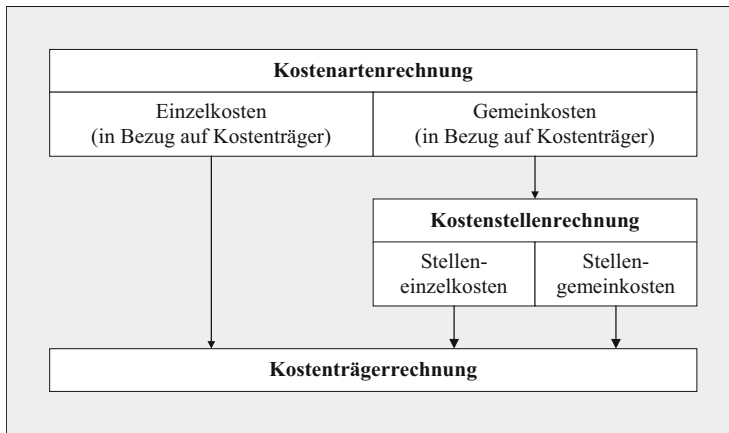 Kostenartenrechnung
Einzelkosten
(in Bezug auf Kostenträger)
Gemeinkosten
(in Bezug auf Kostenträger)
Kostenstellenrechnung
Stellen-
einzelkosten
Stellen-
gemeinkosten
Kostenträgerrechnung